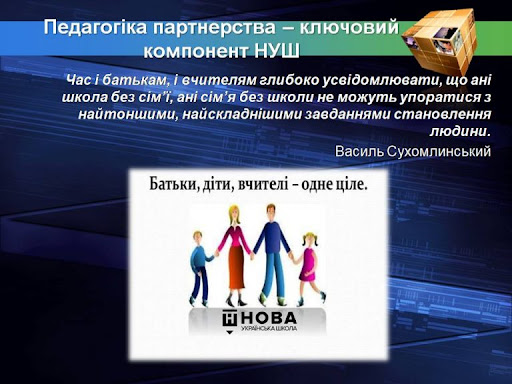 Педагогіка партнерства – ключовий
компонент НУШ
Час і батькам, і вчителям глибоко усвідомлювати, що ані
школа без сім’ї, ані сім’я без школи не можуть упоратися з
найтоншими, найскладнішими завданнями становлення
людини.
Василь Сухомлинський
Батьки, діти, вчителі – одне ціле.
НОВА
УКРАЇНСЬКА ШКОЛА